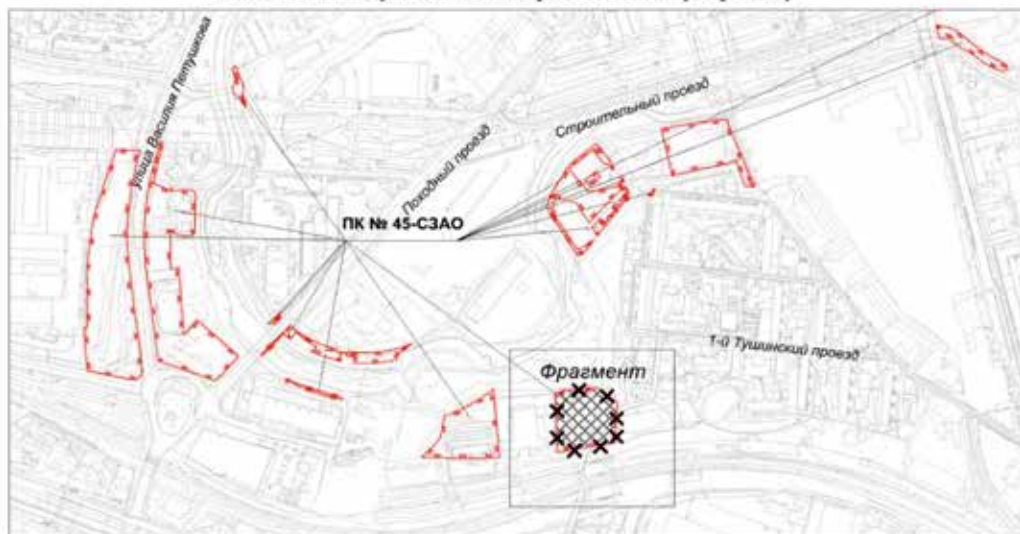 улица Василия Петушкова
Походный проезд
Строительный проезд
ПК № 45-СЗАО
1-й Тушинский проезд
Фрагмент